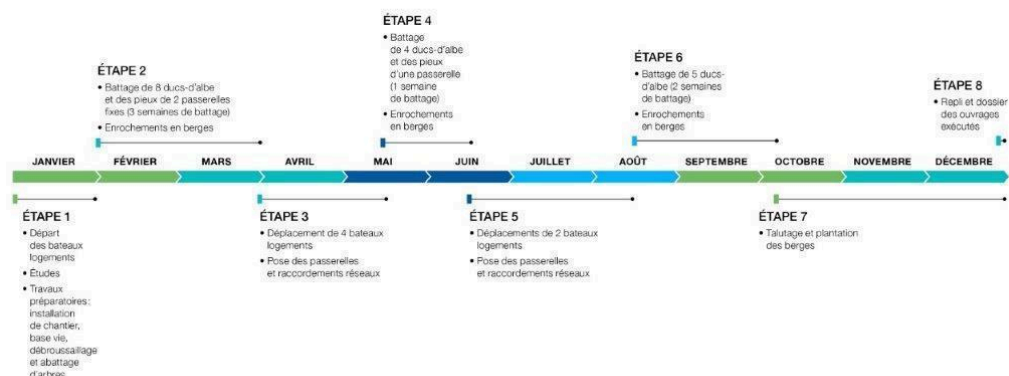 ÉTAPE 4
• Battage
de 4 ducs-d'albe
et des pieux
d'une passerelle
(1 semaine
de battage)
• Enrochements
en berges
ÉTAPE 2
• Battage de 8 ducs-d'albe
et des pieux de 2 passerelles
fixes (3 semaines de battage)
• Enrochements en berges
ÉTAPE 6
• Battage de 5 ducs-
d'albe (2 semaines
de battage)
• Enrochements
en berges
ÉTAPE 8
• Repli et dossier
des ouvrages
exécutés
JANVIER FÉVRIER MARS AVRIL MAI JUIN JUILLET AOÛT SEPTEMBRE OCTOBRE NOVEMBRE DÉCEMBRE
ÉTAPE 1
• Départ
des bateaux
logements
• Études
• Travaux
préparatoires :
installation
de chantier,
base vie,
débroussaillage
et abattage
d'arbres
ÉTAPE 3
• Déplacement de 4 bateaux
logements
• Pose des passerelles
et raccordements réseaux
ÉTAPE 5
• Déplacements de 2 bateaux
logements
• Pose des passerelles
et raccordements réseaux
ÉTAPE 7
• Talutage et plantation
des berges